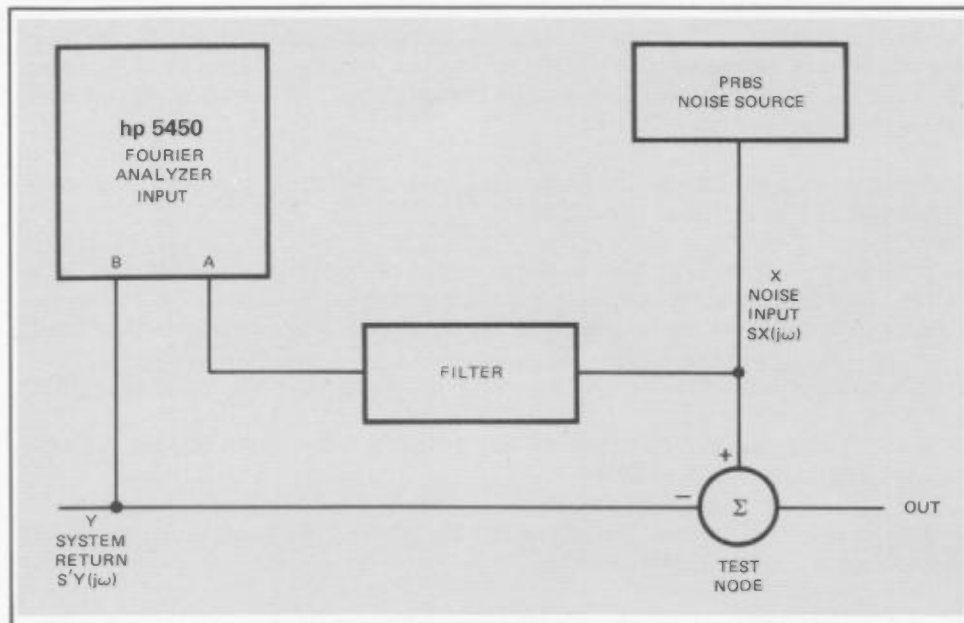 hp 5450
FOURIER
ANALYZER
INPUT
B A
PRBS
NOISE SOURCE
X
NOISE
INPUT
SX(jω)
FILTER
+
−
Σ
OUT
Y
SYSTEM
RETURN
S'Y(jω)
TEST
NODE